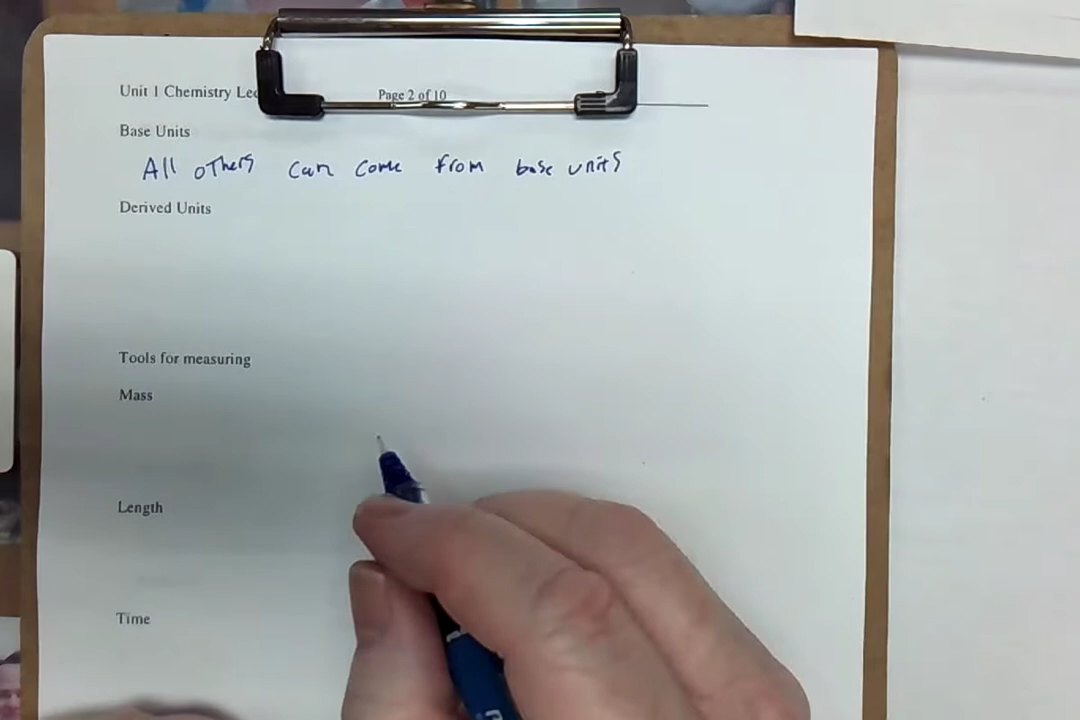 Unit 1 Chemistry Lec
Page 2 of 10
Base Units
All others can come from base units
Derived Units
Tools for measuring
Mass
Length
Time